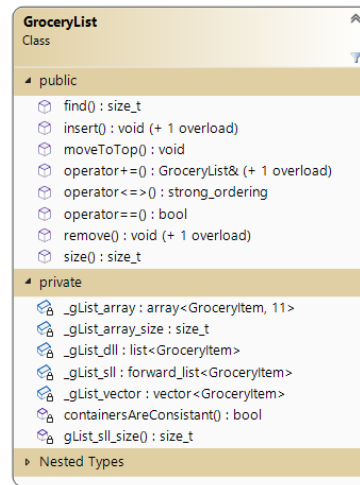 GroceryList
Class
public
find() : size_t
insert() : void (+ 1 overload)
moveToTop() : void
operator+=() : GroceryList& (+ 1 overload)
operator<=>() : strong_ordering
operator==() : bool
remove() : void (+ 1 overload)
size() : size_t
private
_gList_array : array<GroceryItem, 11>
_gList_array_size : size_t
_gList_dll : list<GroceryItem>
_gList_sll : forward_list<GroceryItem>
_gList_vector : vector<GroceryItem>
containersAreConsistant() : bool
gList_sll_size() : size_t
Nested Types